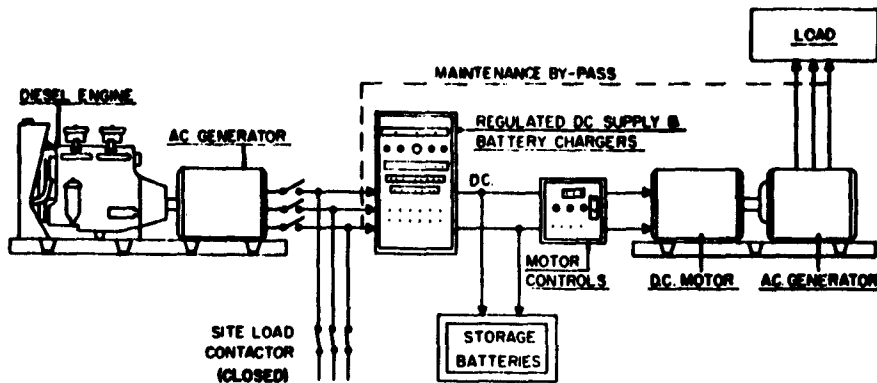 LOAD
MAINTENANCE BY-PASS
DIESEL ENGINE
AC GENERATOR
REGULATED DC SUPPLY &
BATTERY CHARGERS
D.C.
MOTOR
CONTROLS
D.C. MOTOR
A.C. GENERATOR
SITE LOAD
CONTACTOR
(CLOSED)
STORAGE
BATTERIES